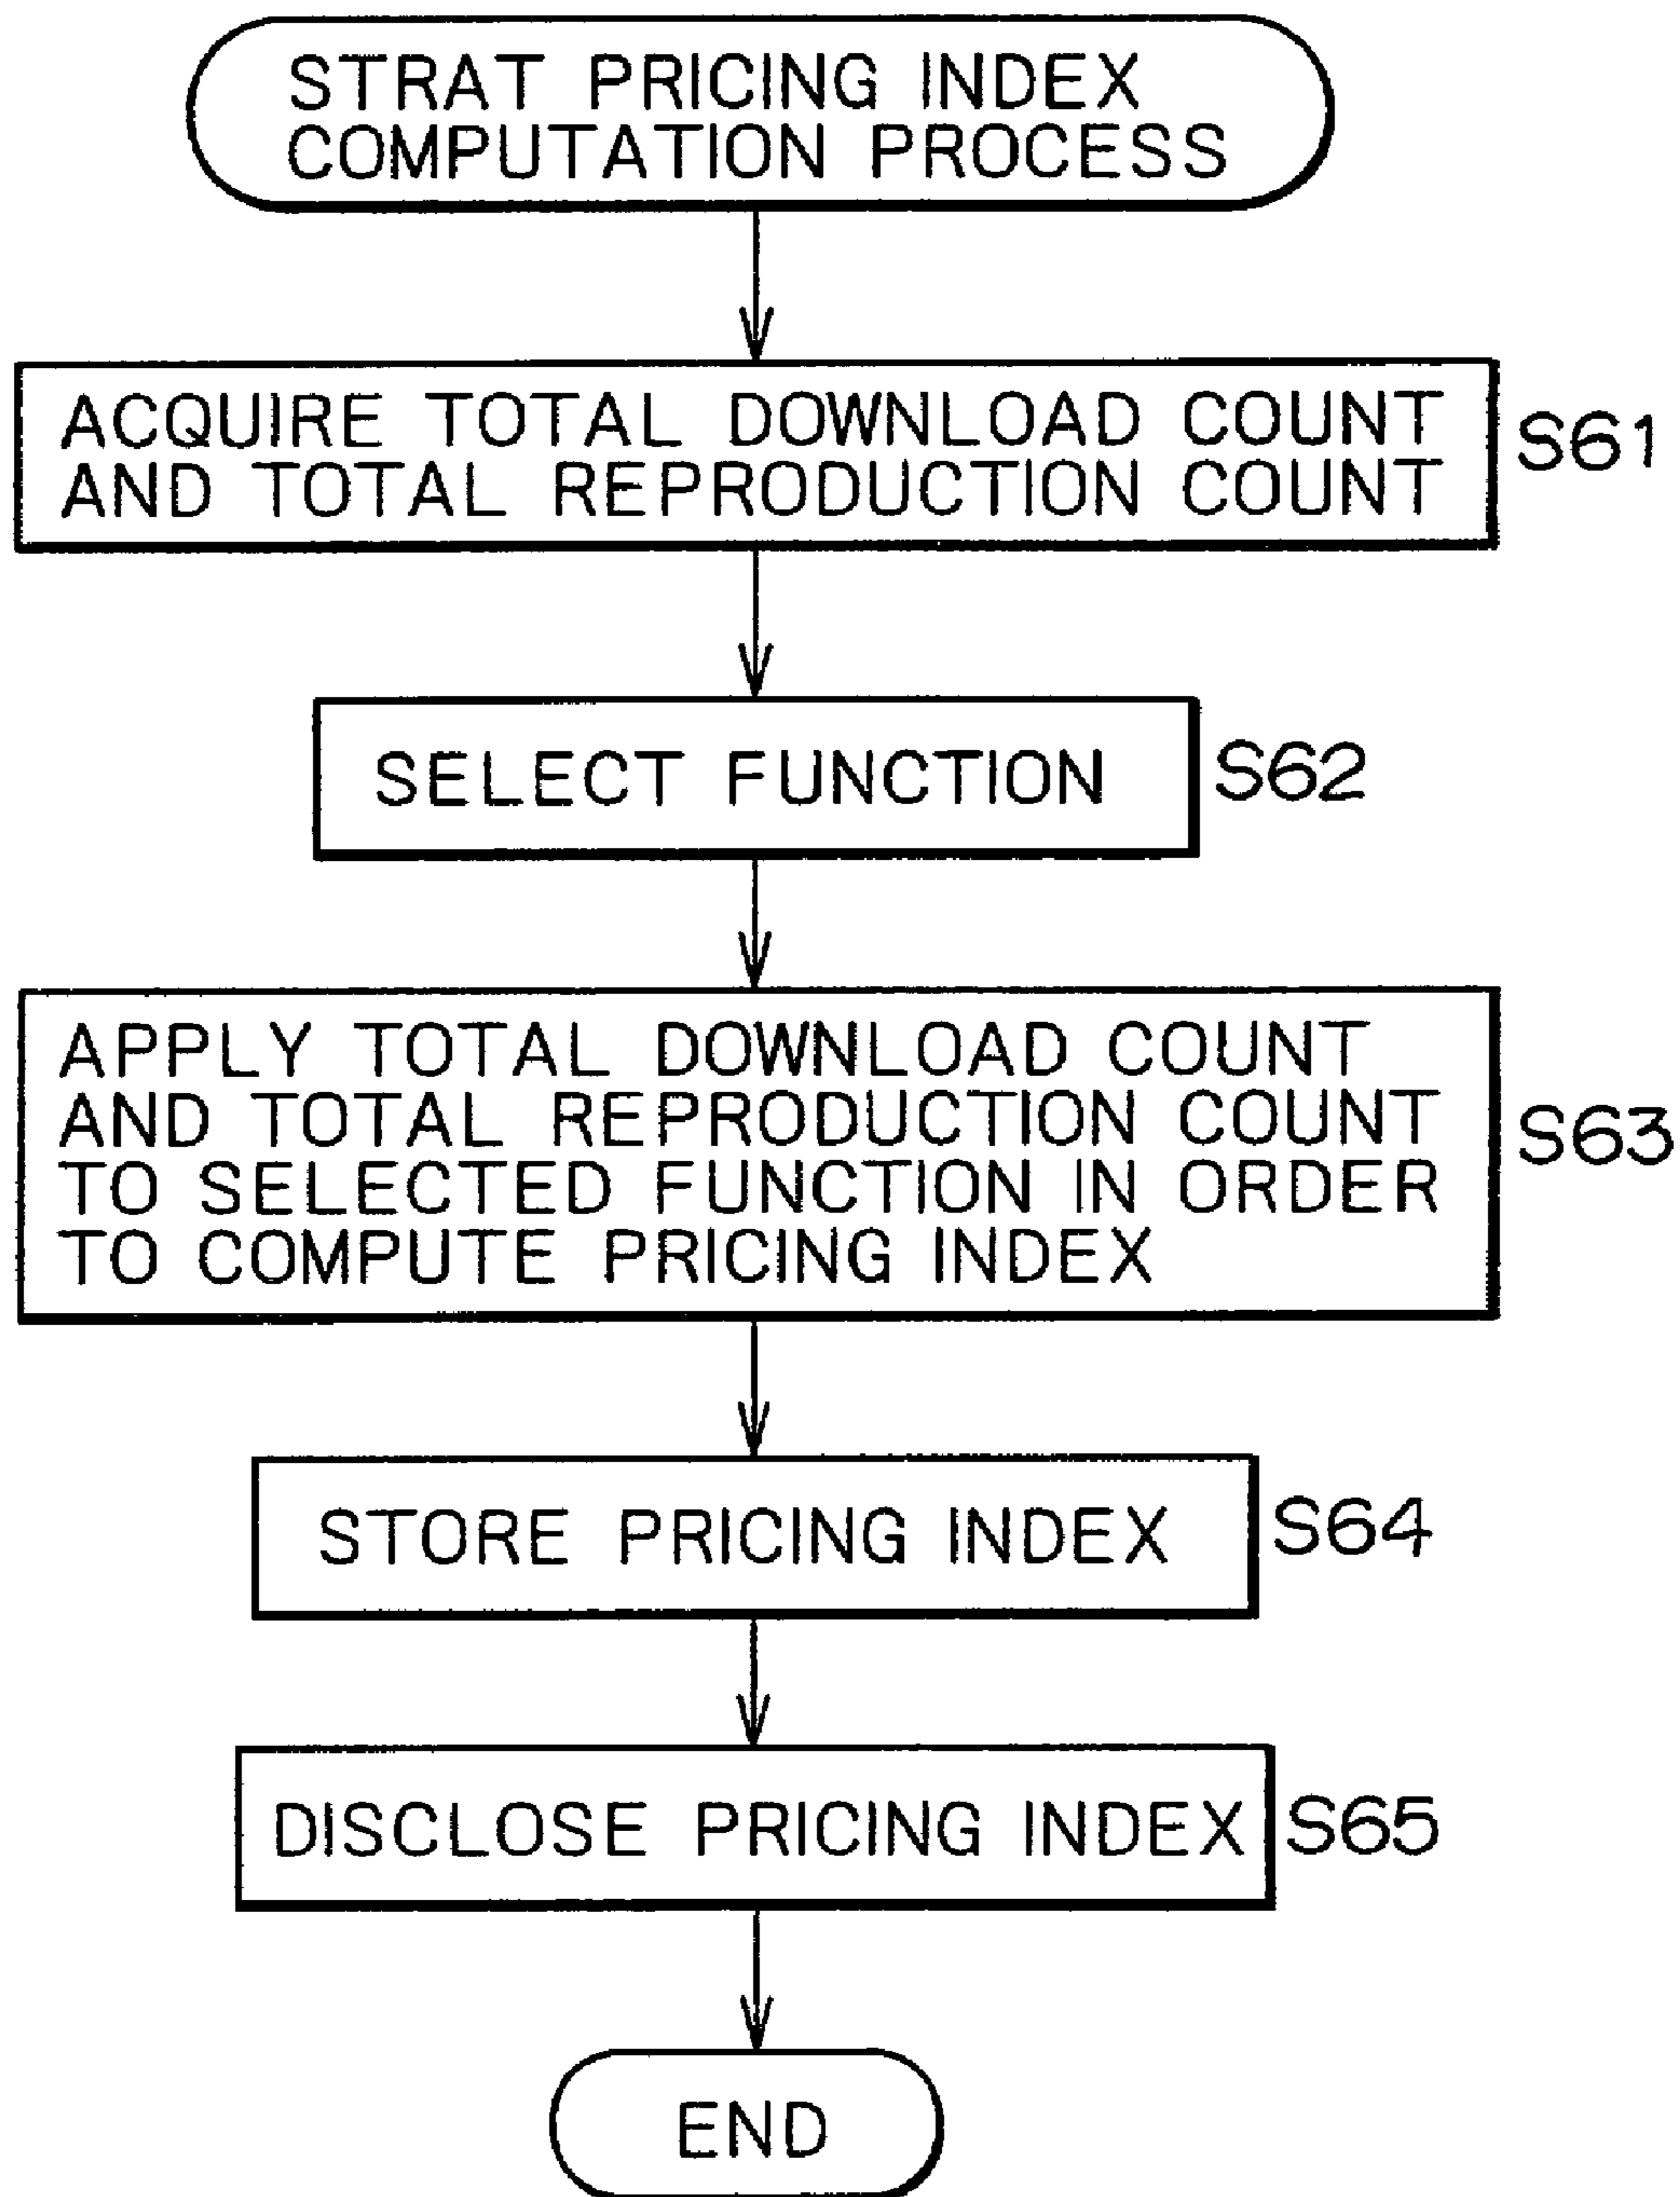 STRAT PRICING INDEX
COMPUTATION PROCESS
ACQUIRE TOTAL DOWNLOAD COUNT
AND TOTAL REPRODUCTION COUNT
S61
SELECT FUNCTION
S62
APPLY TOTAL DOWNLOAD COUNT
AND TOTAL REPRODUCTION COUNT
TO SELECTED FUNCTION IN ORDER
TO COMPUTE PRICING INDEX
S63
STORE PRICING INDEX
S64
DISCLOSE PRICING INDEX
S65
END